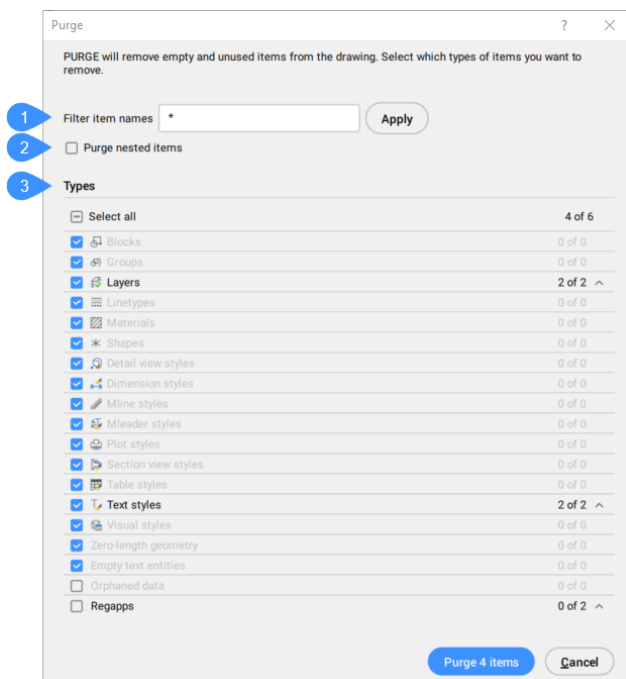 Purge ?
PURGE will remove empty and unused items from the drawing. Select which types of items you want to
remove.
1 Filter item names * Apply
2 Purge nested items
3 Types
Select all 4 of 6
Blocks 0 of 0
Groups 0 of 0
Layers 2 of 2
Linetypes 0 of 0
Materials 0 of 0
Shapes 0 of 0
Detail view styles 0 of 0
Dimension styles 0 of 0
Mline styles 0 of 0
Mleader styles 0 of 0
Plot styles 0 of 0
Section view styles 0 of 0
Table styles 0 of 0
Text styles 2 of 2
Visual styles 0 of 0
Zero-length geometry 0 of 0
Empty text entities 0 of 0
Orphaned data 0 of 0
Regapps 0 of 2
Purge 4 items Cancel